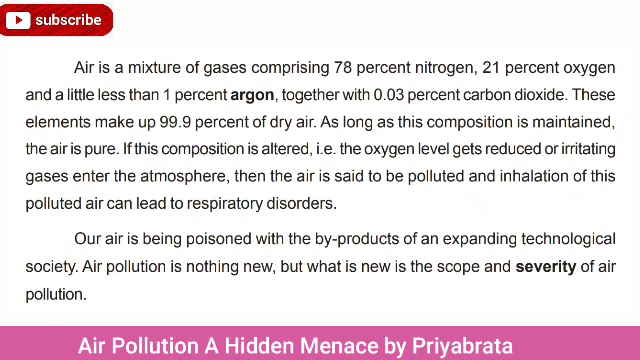 subscribe
Air is a mixture of gases comprising 78 percent nitrogen, 21 percent oxygen
and a little less than 1 percent argon, together with 0.03 percent carbon dioxide. These
elements make up 99.9 percent of dry air. As long as this composition is maintained,
the air is pure. If this composition is altered, i.e. the oxygen level gets reduced or irritating
gases enter the atmosphere, then the air is said to be polluted and inhalation of this
polluted air can lead to respiratory disorders.
Our air is being poisoned with the by-products of an expanding technological
society. Air pollution is nothing new, but what is new is the scope and severity of air
pollution.
Air Pollution A Hidden Menace by Priyabrata